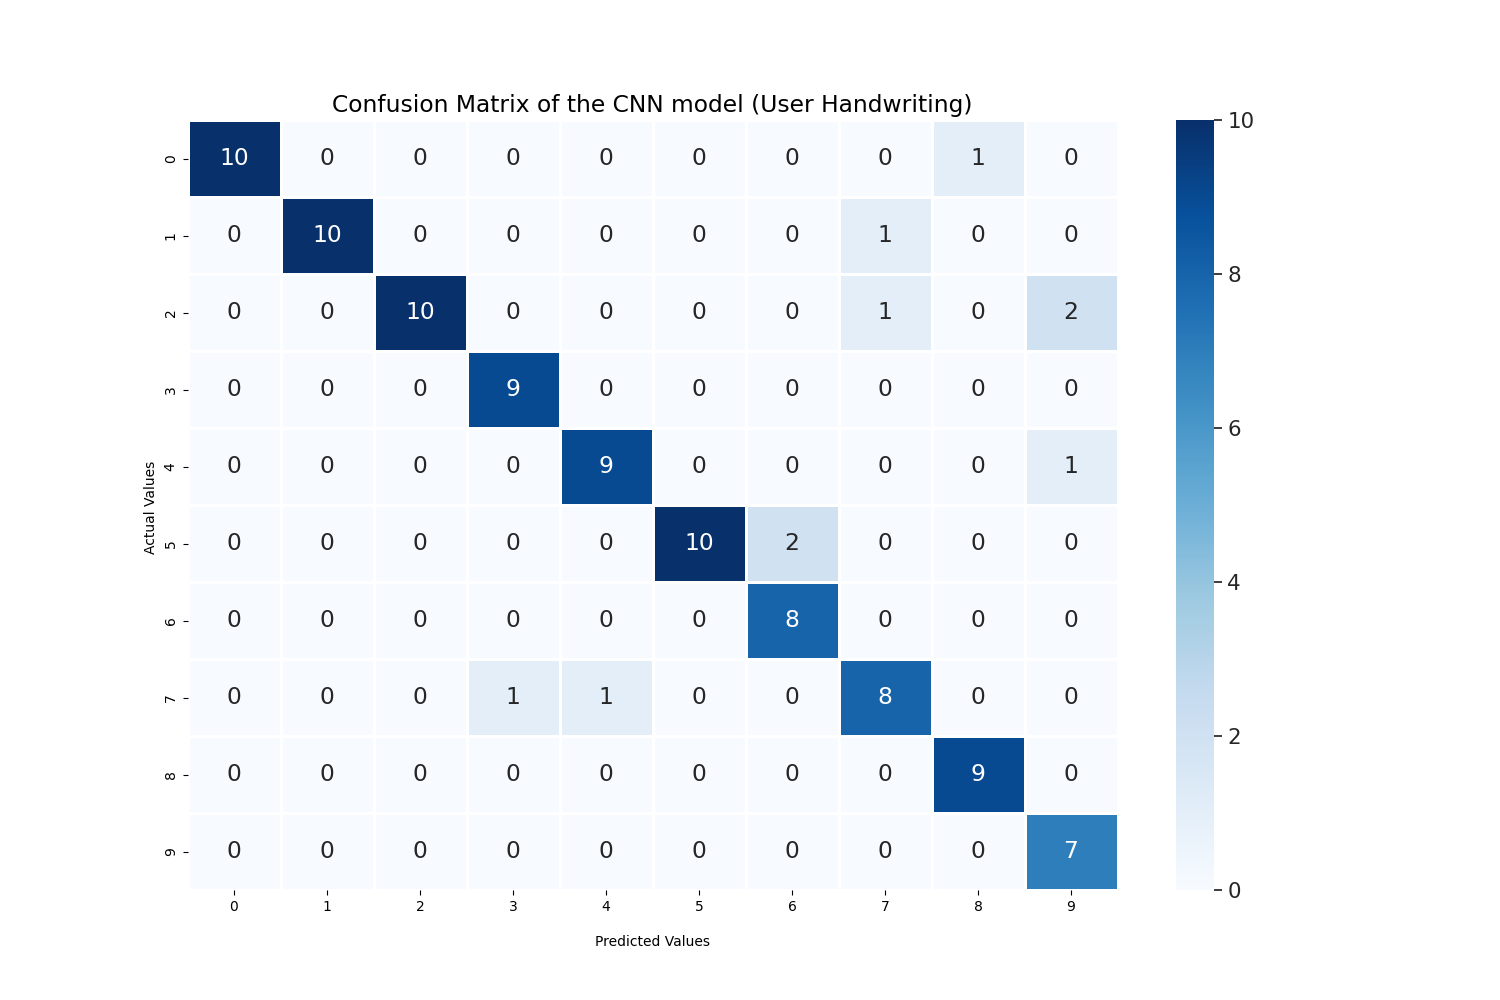 Confusion Matrix of the CNN model (User Handwriting)
0 10 0 0 0 0 0 0 0 1 0
1 0 10 0 0 0 0 0 1 0 0
2 0 0 10 0 0 0 0 1 0 2
3 0 0 0 9 0 0 0 0 0 0
4 0 0 0 0 9 0 0 0 0 1
5 0 0 0 0 0 10 2 0 0 0
6 0 0 0 0 0 0 8 0 0 0
7 0 0 0 1 1 0 0 8 0 0
8 0 0 0 0 0 0 0 0 9 0
9 0 0 0 0 0 0 0 0 0 7
0 1 2 3 4 5 6 7 8 9
Actual Values
Predicted Values
10
8
6
4
2
0